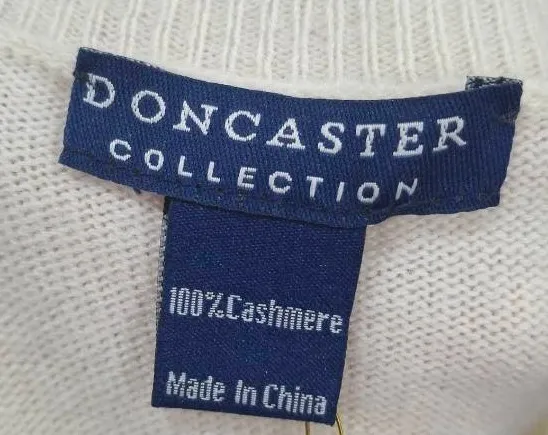 DONCASTER
COLLECTION
100%Cashmere
Made In China